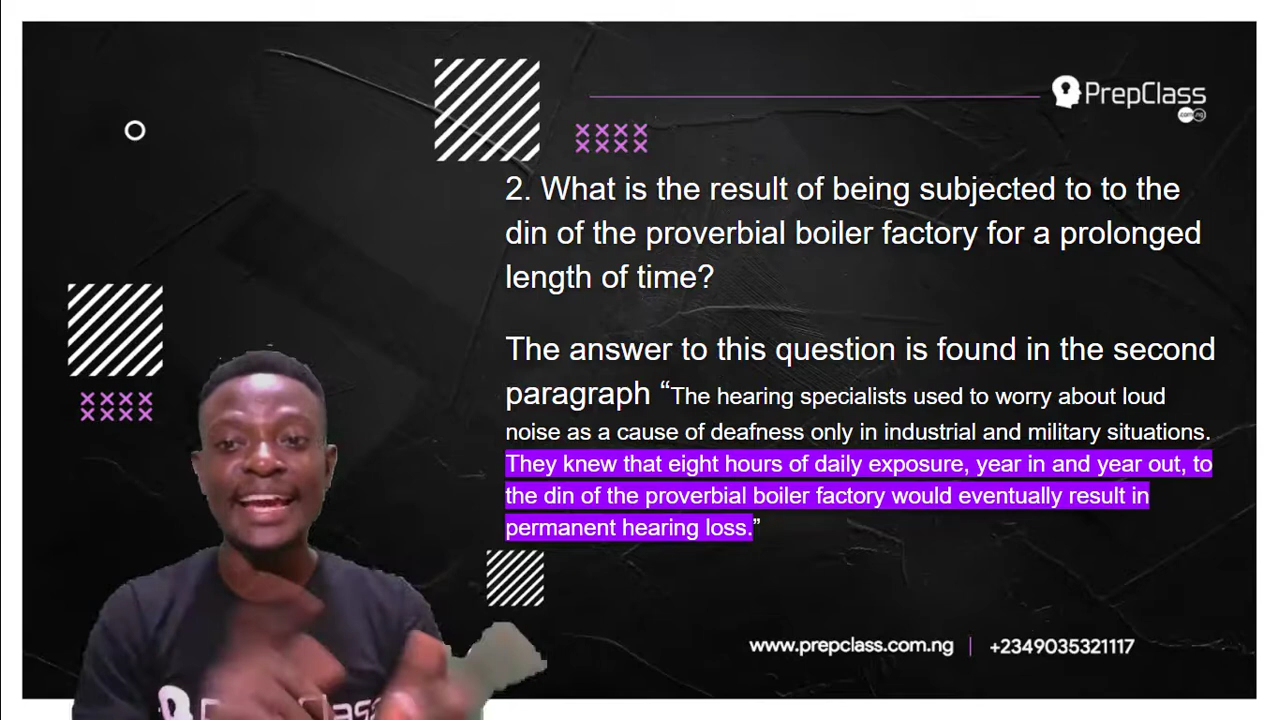 PrepClass
.com.ng
2. What is the result of being subjected to to the
din of the proverbial boiler factory for a prolonged
length of time?
The answer to this question is found in the second
paragraph “The hearing specialists used to worry about loud
noise as a cause of deafness only in industrial and military situations.
They knew that eight hours of daily exposure, year in and year out, to
the din of the proverbial boiler factory would eventually result in
permanent hearing loss.”
www.prepclass.com.ng | +2349035321117